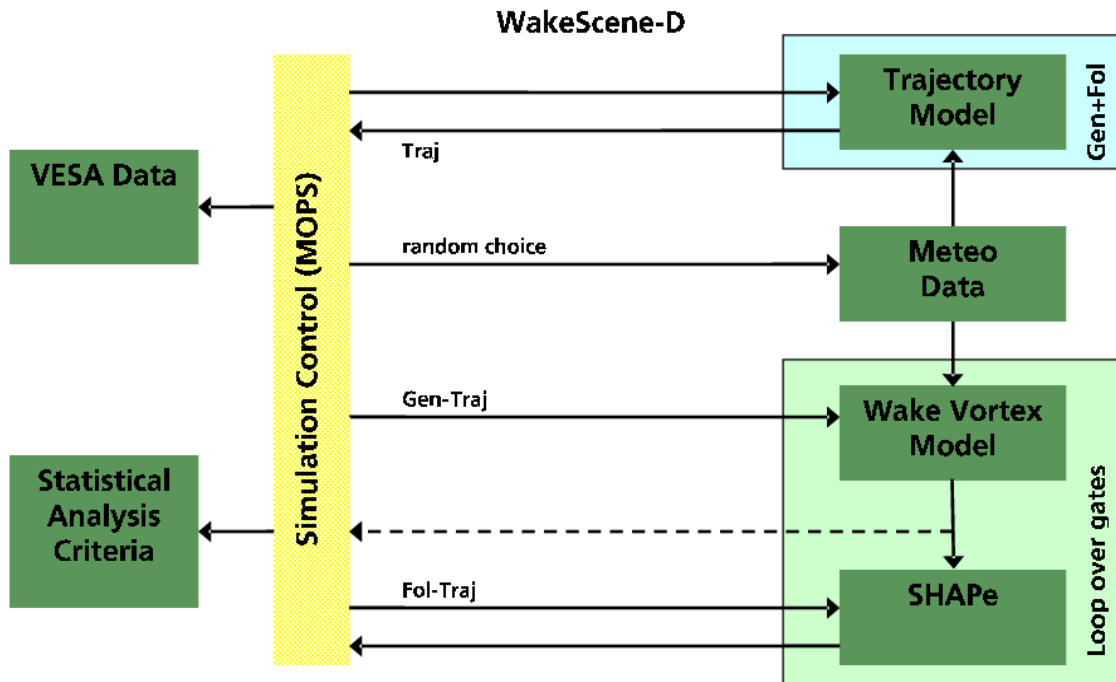 WakeScene-D
Trajectory
Model
Gen+Fol
Traj
VESA Data
Simulation Control (MOPS)
random choice
Meteo
Data
Gen-Traj
Wake Vortex
Model
Statistical
Analysis
Criteria
Fol-Traj
SHAPe
Loop over gates